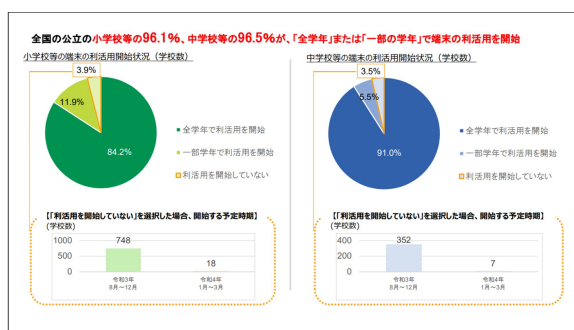 全国の公立の小学校等の96.1%、中学校等の96.5%が、「全学年」または「一部の学年」で端末の利活用を開始
小学校等の端末の利活用開始状況（学校数）
3.9%
11.9%
84.2%
全学年で利活用を開始
一部学年で利活用を開始
利活用を開始していない
【「利活用を開始していない」を選択した場合、開始する予定時期】
(学校数)
1000
500
0
748
18
令和3年
8月～12月
令和4年
1月～3月
中学校等の端末の利活用開始状況（学校数）
3.5%
5.5%
91.0%
全学年で利活用を開始
一部学年で利活用を開始
利活用を開始していない
【「利活用を開始していない」を選択した場合、開始する予定時期】
(学校数)
400
200
0
352
7
令和3年
8月～12月
令和4年
1月～3月